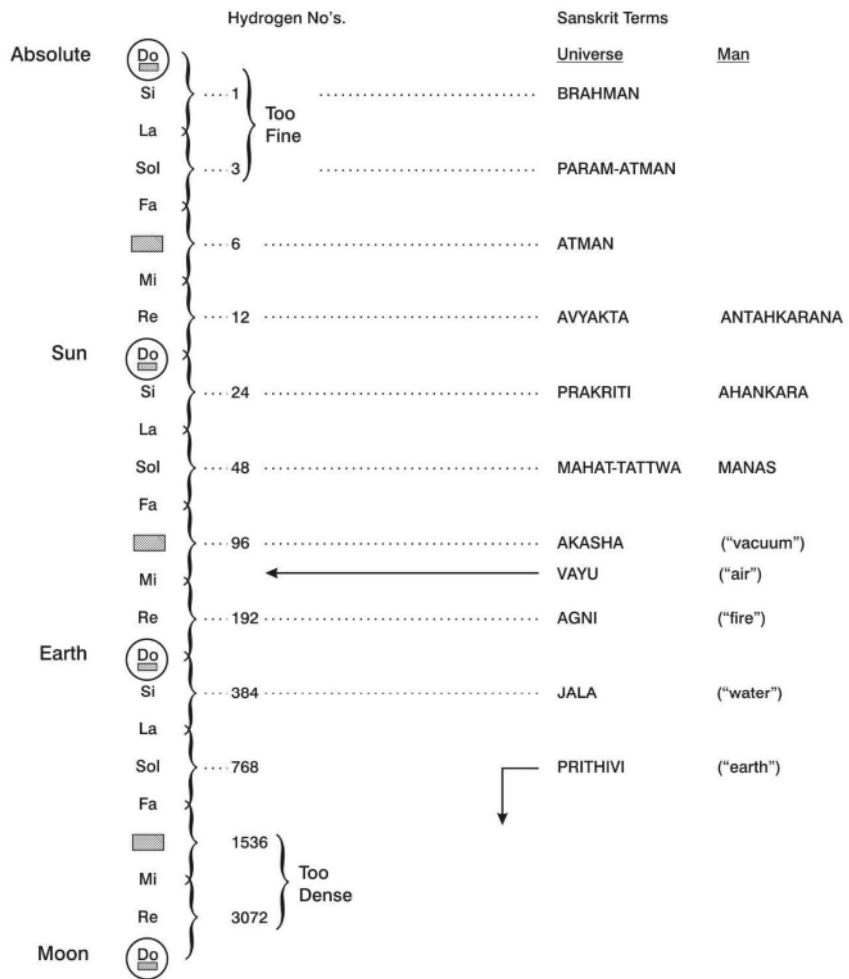 Hydrogen No's. Sanskrit Terms
Absolute Do Universe Man
Si ····1 ···················· BRAHMAN
Too
La
Fine
Sol ····3 ···················· PARAM-ATMAN
Fa
····6 ···················· ATMAN
Mi
Re ····12 ···················· AVYAKTA ANTAHKARANA
Sun Do
Si ····24 ···················· PRAKRITI AHANKARA
La
Sol ····48 ···················· MAHAT-TATTWA MANAS
Fa
····96 ···················· AKASHA (“vacuum”)
Mi VAYU (“air”)
Re ····192 ···················· AGNI (“fire”)
Earth Do
Si ····384 ···················· JALA (“water”)
La
Sol ····768 PRITHIVI (“earth”)
Fa
1536
Too
Mi
Dense
Re 3072
Moon Do